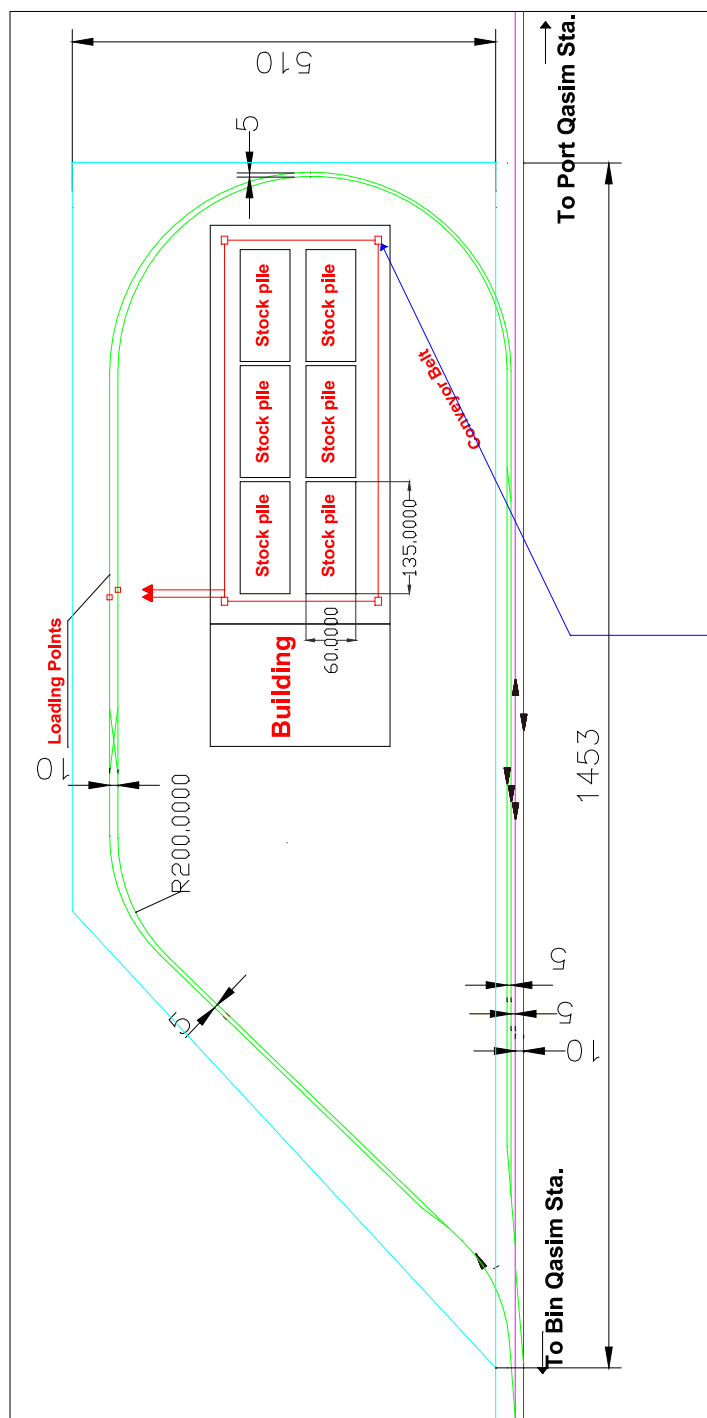 510
To Port Qasim Sta.
5
Stock pile
Stock pile
Stock pile
Stock pile
Stock pile
Stock pile
Conveyor Belt
135.0000
60.0000
Building
Loading Points
10
R200.0000
1453
5
5
5
10
To Bin Qasim Sta.